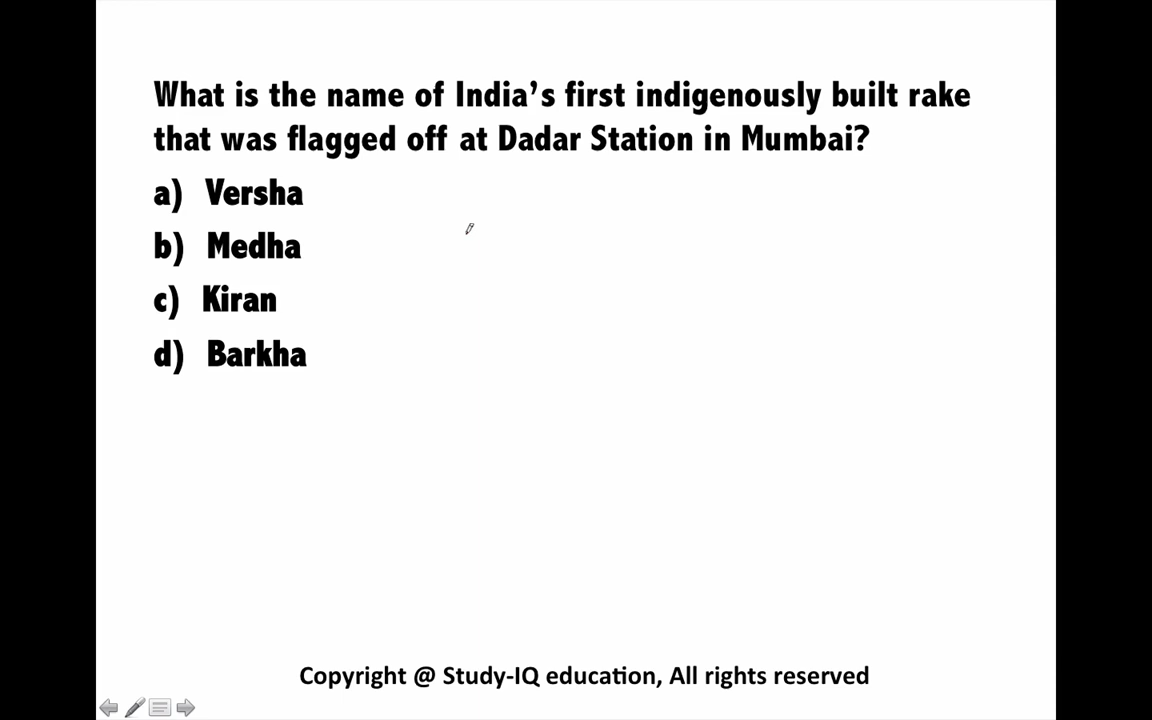 What is the name of India’s first indigenously built rake
that was flagged off at Dadar Station in Mumbai?
a) Versha
b) Medha
c) Kiran
d) Barkha
Copyright @ Study-IQ education, All rights reserved